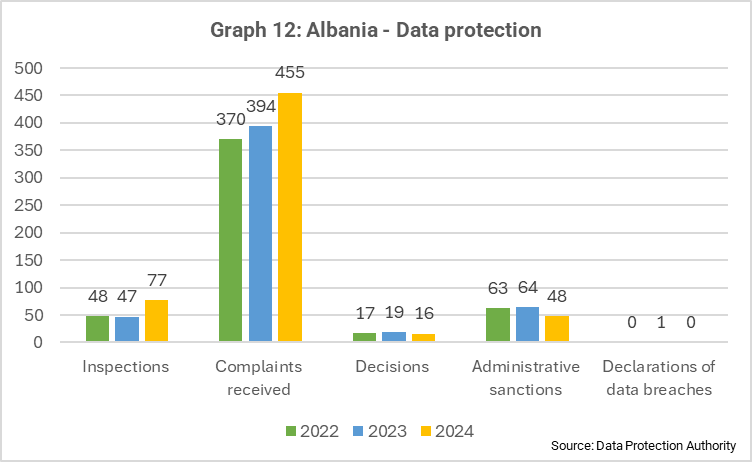 Graph 12: Albania - Data protection
500
450
400
350
300
250
200
150
100
50
0
48 47 77
370 394 455
17 19 16
63 64 48
0 1 0
Inspections
Complaints
received
Decisions
Administrative
sanctions
Declarations of
data breaches
2022 2023 2024
Source: Data Protection Authority